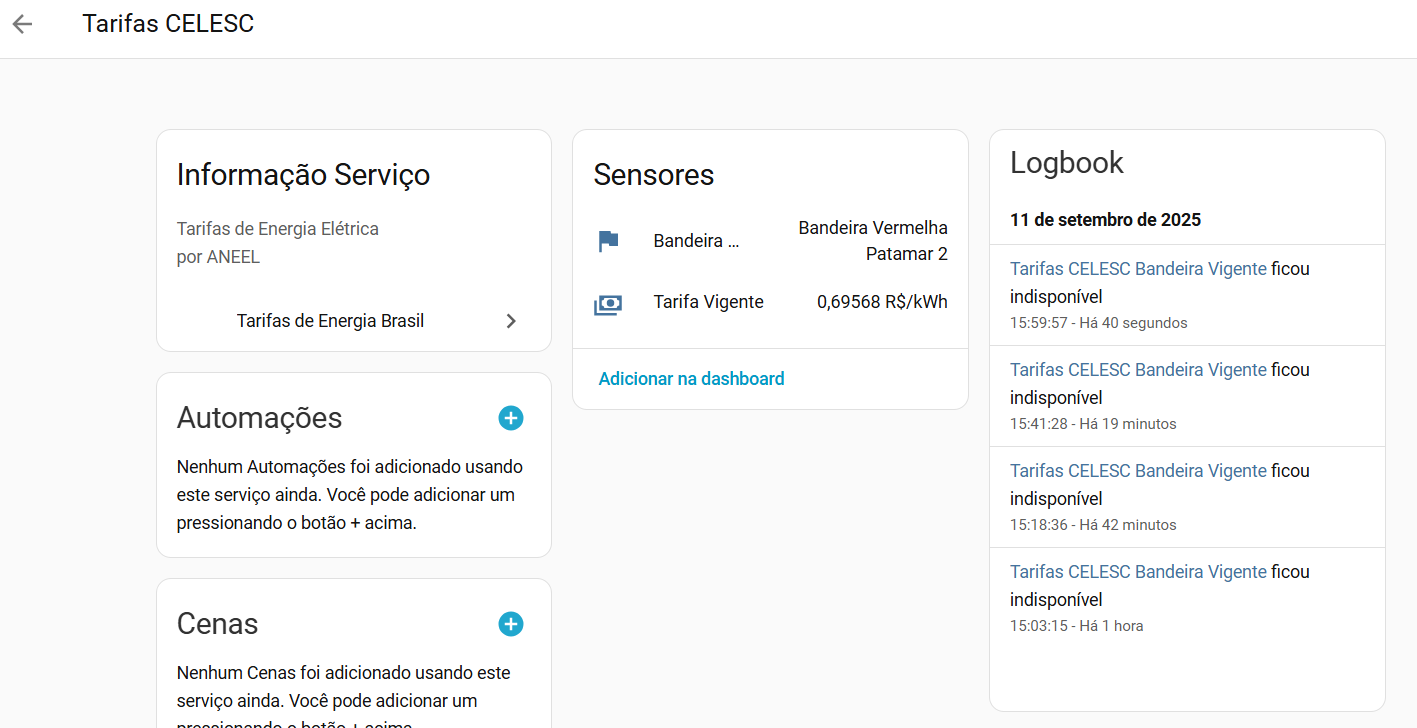 Tarifas CELESC
Informação Serviço
Tarifas de Energia Elétrica
por ANEEL
Tarifas de Energia Brasil
Automações
Nenhum Automações foi adicionado usando
este serviço ainda. Você pode adicionar um
pressionando o botão + acima.
Cenas
Nenhum Cenas foi adicionado usando este
serviço ainda. Você pode adicionar um
pressionando o botão + acima.
Sensores
Bandeira ...
Bandeira Vermelha
Patamar 2
Tarifa Vigente
0,69568 R$/kWh
Adicionar na dashboard
Logbook
11 de setembro de 2025
Tarifas CELESC Bandeira Vigente ficou
indisponível
15:59:57 - Há 40 segundos
Tarifas CELESC Bandeira Vigente ficou
indisponível
15:41:28 - Há 19 minutos
Tarifas CELESC Bandeira Vigente ficou
indisponível
15:18:36 - Há 42 minutos
Tarifas CELESC Bandeira Vigente ficou
indisponível
15:03:15 - Há 1 hora